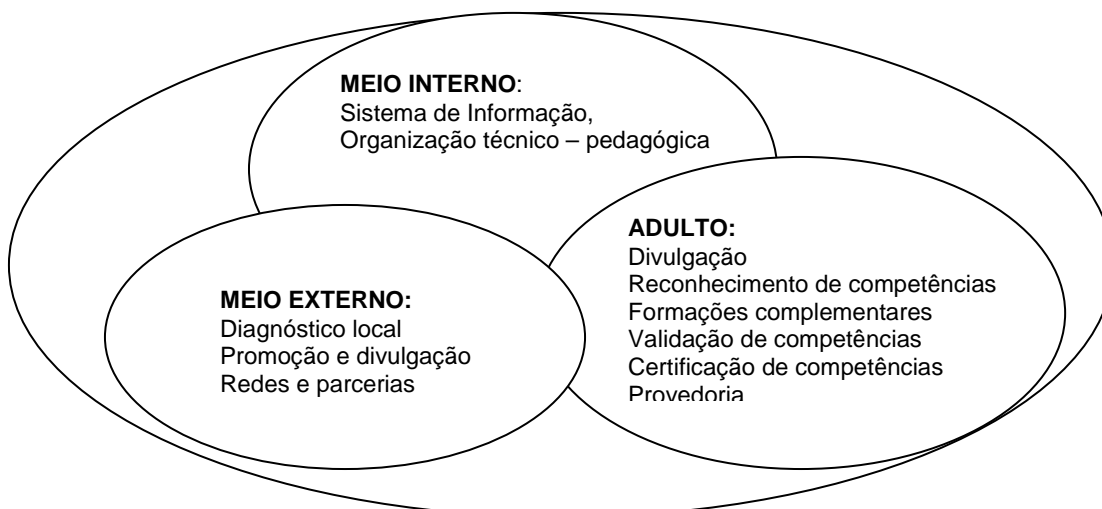 MEIO INTERNO:
Sistema de Informação,
Organização técnico – pedagógica
ADULTO:
Divulgação
Reconhecimento de competências
Formações complementares
Validação de competências
Certificação de competências
Provedoria
MEIO EXTERNO:
Diagnóstico local
Promoção e divulgação
Redes e parcerias